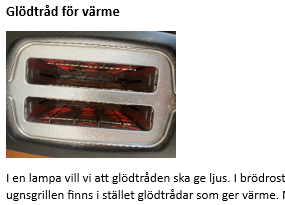 Glödtråd för värme
I en lampa vill vi att glödtråden ska ge ljus. I brödrost
ugnsgrillen finns i stället glödtrådar som ger värme.